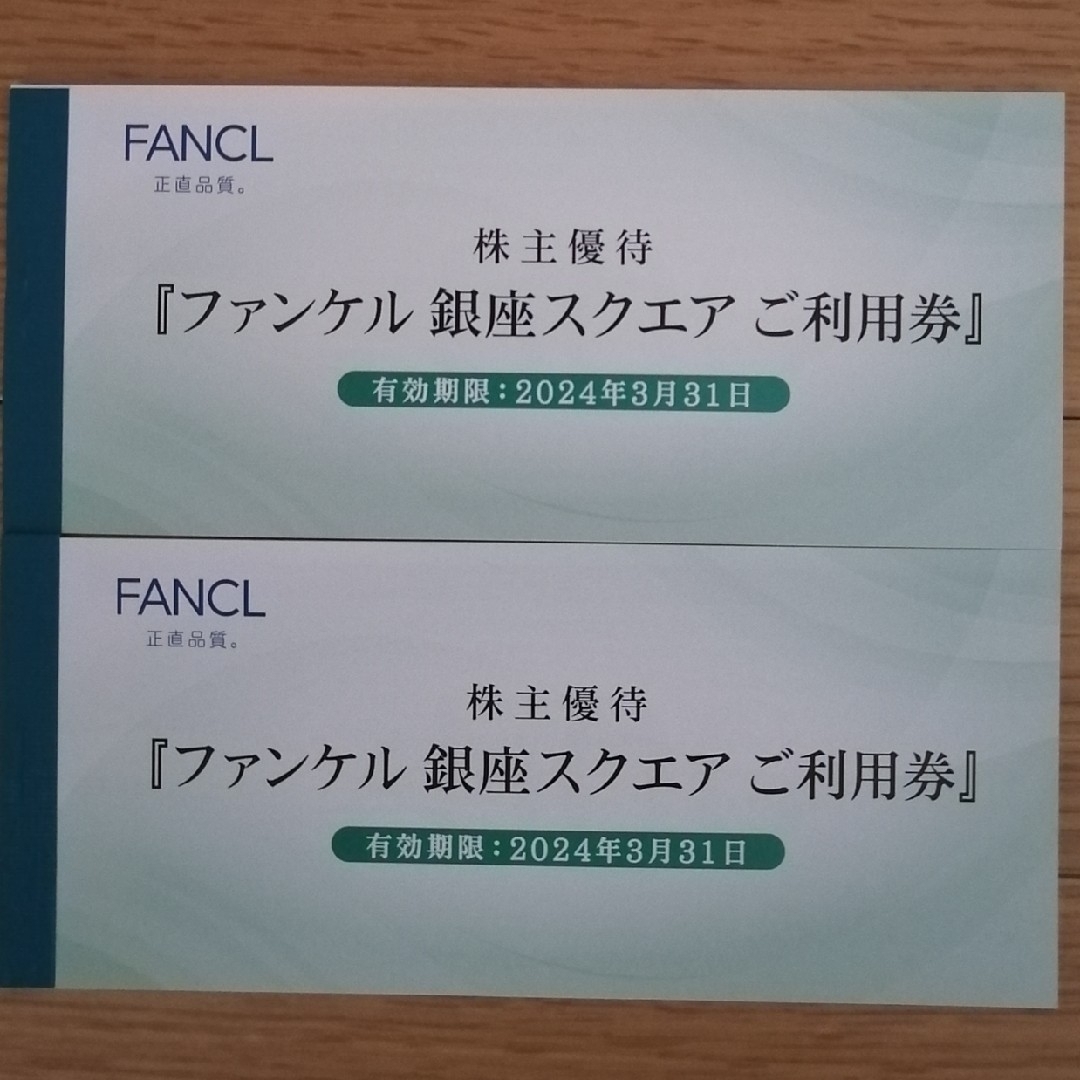 FANCL
正直品質。
株主優待
『ファンケル 銀座スクエア ご利用券』
有効期限：2024年3月31日
FANCL
正直品質。
株主優待
『ファンケル 銀座スクエア ご利用券』
有効期限：2024年3月31日